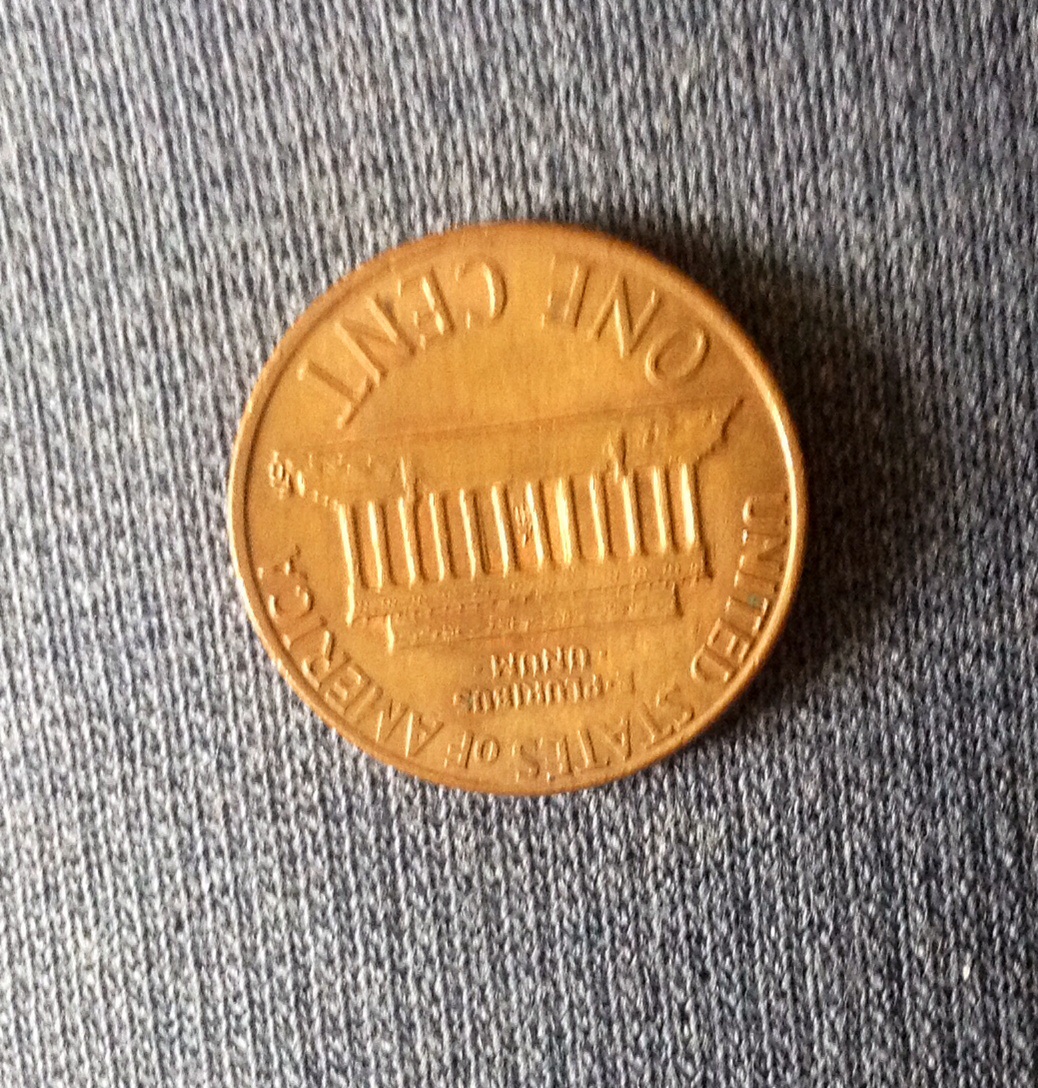 UNITED STATES OF AMERICA
E·PLURIBUS
·UNUM·
ONE CENT